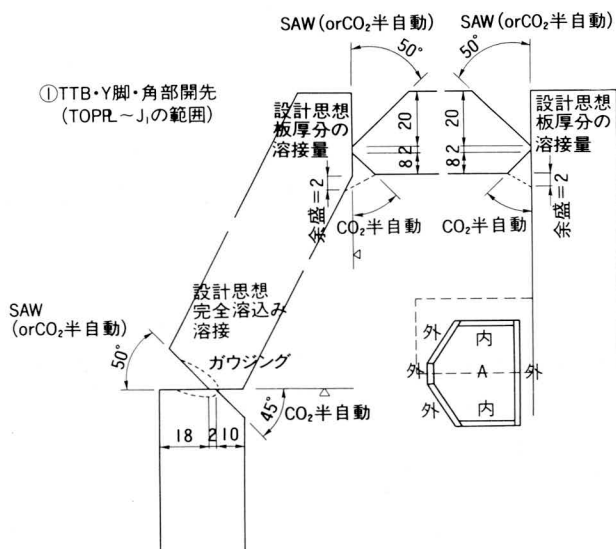 SAW(orCO₂半自動)
SAW(orCO₂半自動)
50°
50°
①TTB・Y脚・角部開先
(TOPPL~J₁の範囲)
設計思想
板厚分の
溶接量
20
20
設計思想
板厚分の
溶接量
2
2
8
8
余盛=2
余盛=2
CO₂半自動
CO₂半自動
設計思想
完全溶込み
溶接
SAW
(orCO₂半自動)
50°
ガウジング
CO₂半自動
45°
18
2
10
外
内
外
A
外
外
内